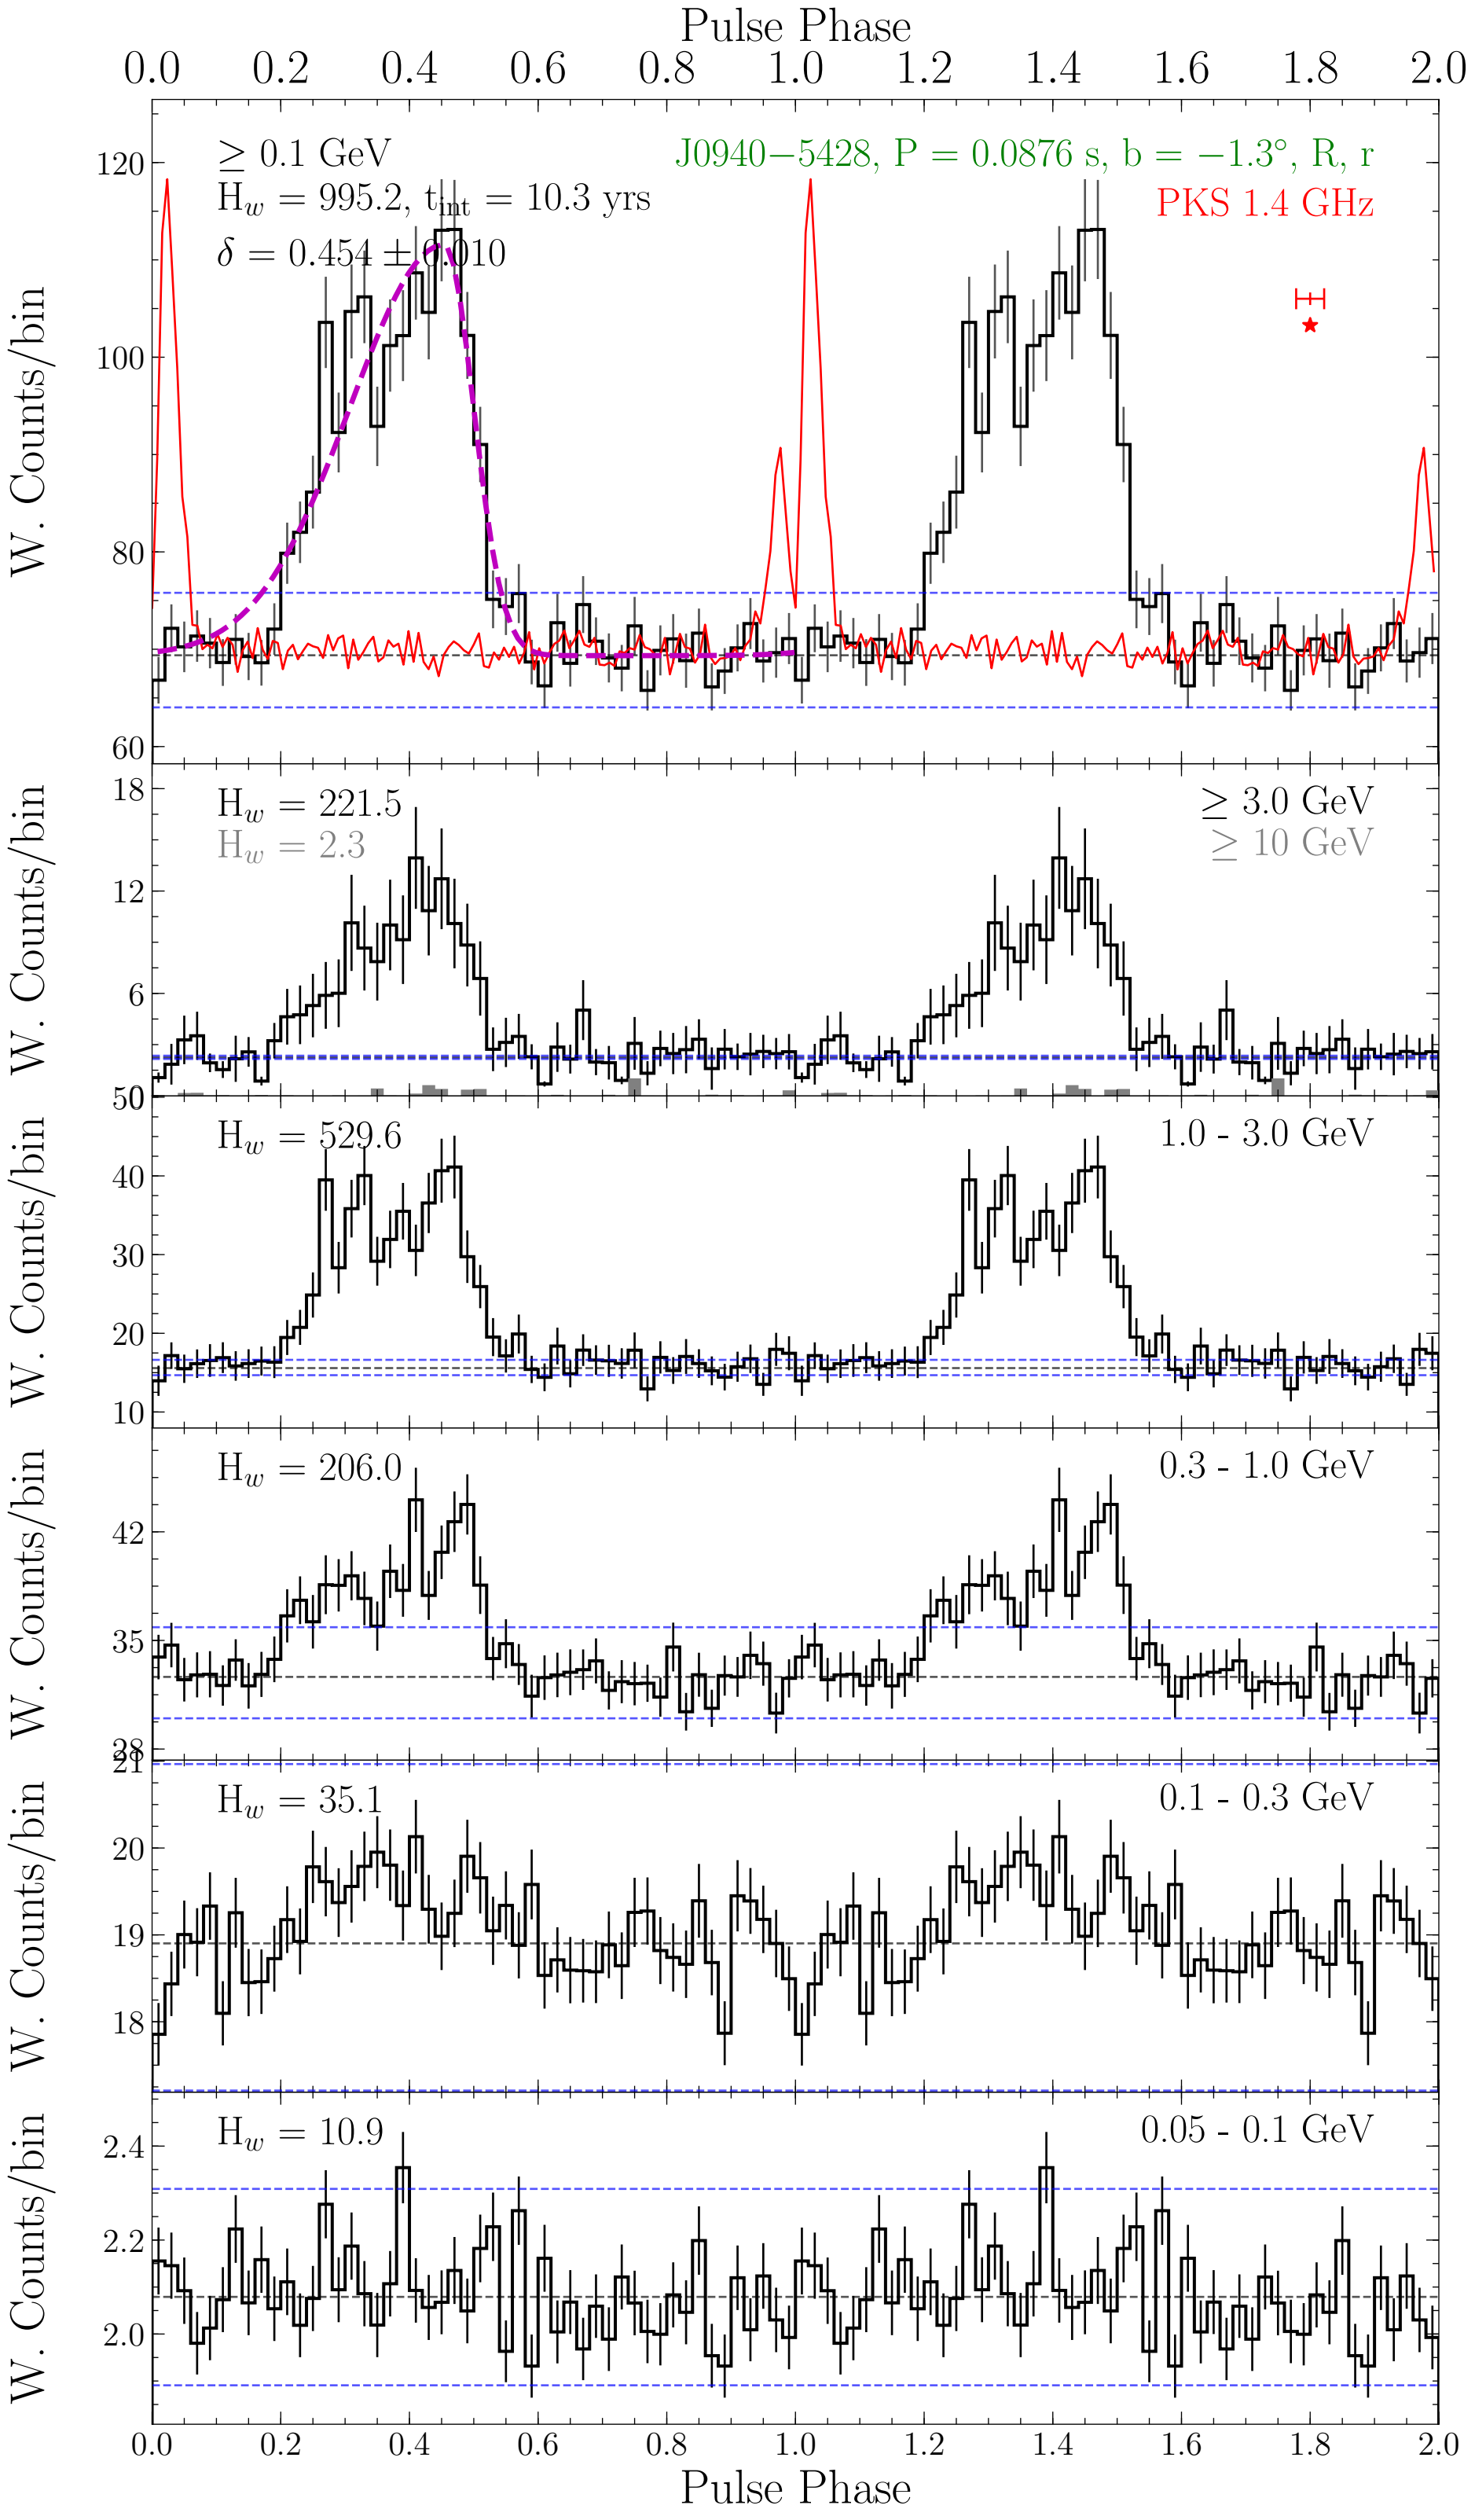 Pulse Phase
0.0 0.2 0.4 0.6 0.8 1.0 1.2 1.4 1.6 1.8 2.0
≥ 0.1 GeV
J0940−5428, P = 0.0876 s, b = −1.3°, R, r
H_w = 995.2, t_int = 10.3 yrs
PKS 1.4 GHz
δ = 0.454 ± 0.010
120
100
80
60
W. Counts/bin
H_w = 221.5
≥ 3.0 GeV
H_w = 2.3
≥ 10 GeV
18
12
6
W. Counts/bin
H_w = 529.6
1.0 - 3.0 GeV
50
40
30
20
10
W. Counts/bin
H_w = 206.0
0.3 - 1.0 GeV
42
35
28
W. Counts/bin
H_w = 35.1
0.1 - 0.3 GeV
21
20
19
18
W. Counts/bin
H_w = 10.9
0.05 - 0.1 GeV
2.4
2.2
2.0
W. Counts/bin
0.0 0.2 0.4 0.6 0.8 1.0 1.2 1.4 1.6 1.8 2.0
Pulse Phase